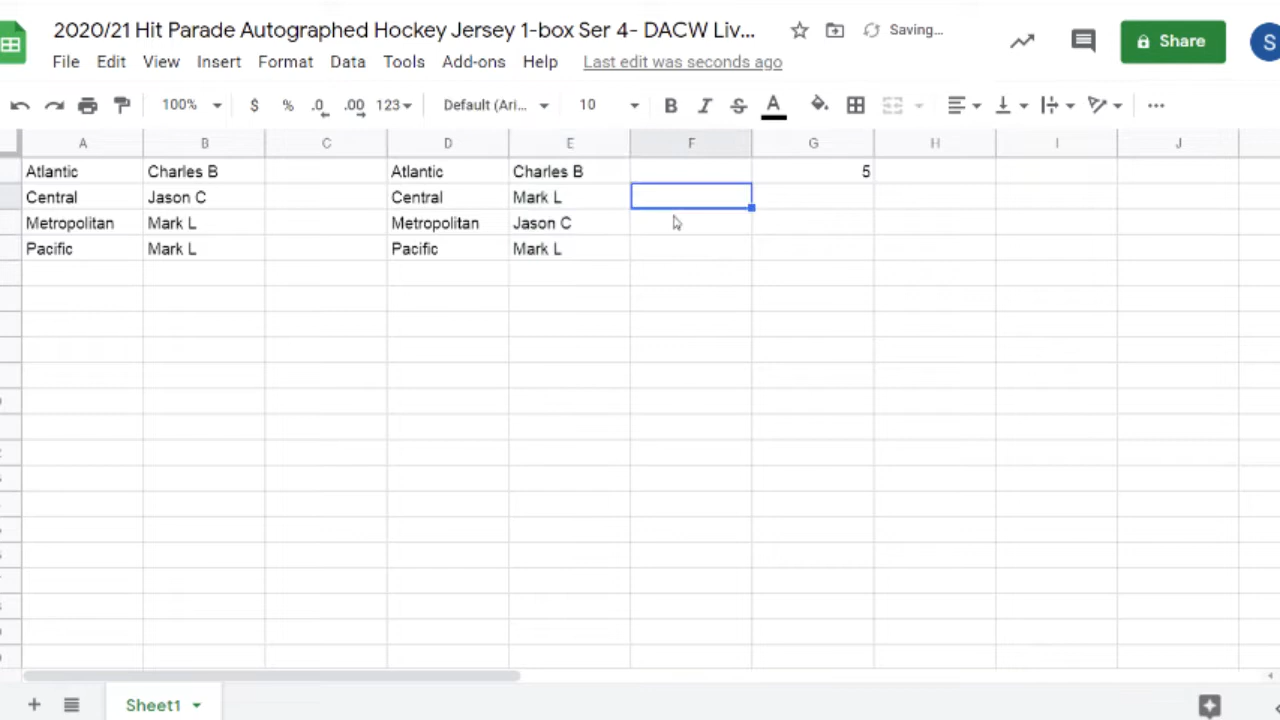 2020/21 Hit Parade Autographed Hockey Jersey 1-box Ser 4- DACW Liv...
Saving...
Share
S
File Edit View Insert Format Data Tools Add-ons Help Last edit was seconds ago
100% $ % .0 .00 123 Default (Ari... 10 B I S A
A B C D E F G H I J
Atlantic Charles B Atlantic Charles B 5
Central Jason C Central Mark L
Metropolitan Mark L Metropolitan Jason C
Pacific Mark L Pacific Mark L
Sheet1